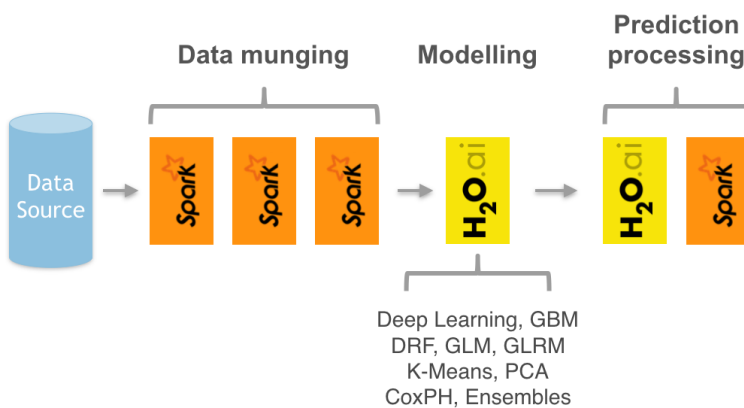 Data munging
Modelling
Prediction
processing
Data
Source
Spark
Spark
Spark
H2O.ai
H2O.ai
Spark
Deep Learning, GBM
DRF, GLM, GLRM
K-Means, PCA
CoxPH, Ensembles